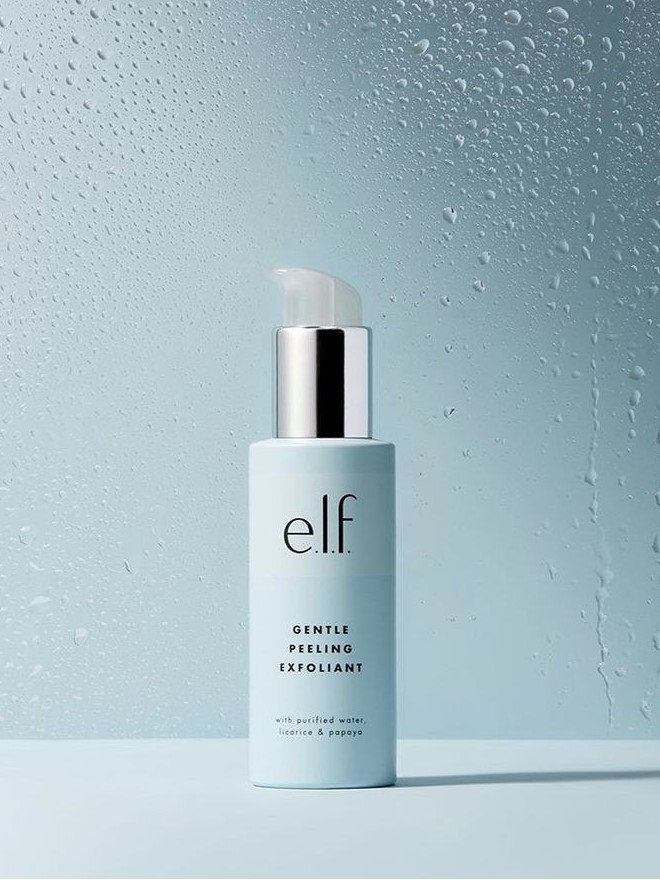 e.l.f.
GENTLE
PEELING
EXFOLIANT
with purified water,
licorice & papaya